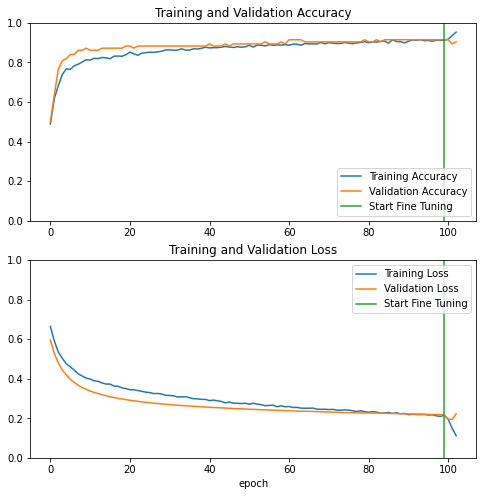 Training and Validation Accuracy
1.0
0.8
0.6
0.4
0.2
0.0
Training Accuracy
Validation Accuracy
Start Fine Tuning
0 20 40 60 80 100
Training and Validation Loss
1.0
0.8
0.6
0.4
0.2
0.0
Training Loss
Validation Loss
Start Fine Tuning
0 20 40 60 80 100
epoch